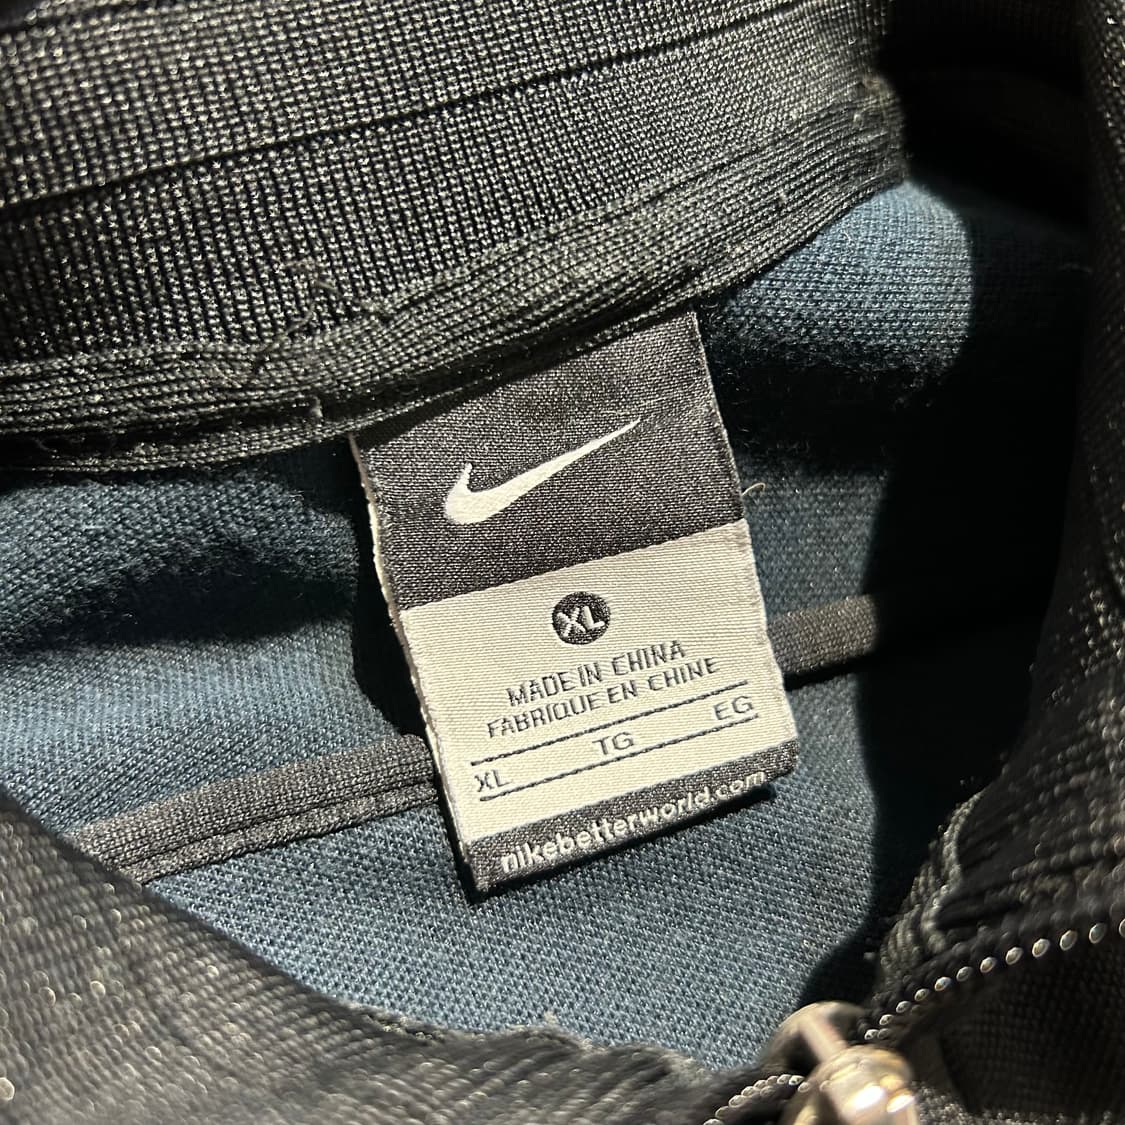 XL
MADE IN CHINA
FABRIQUE EN CHINE
XL TG EG
nikebetterworld.com